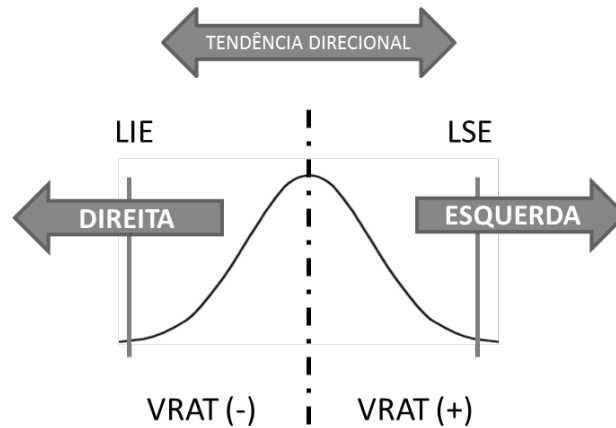 TENDÊNCIA DIRECIONAL
LIE
LSE
DIREITA
ESQUERDA
VRAT (-)
VRAT (+)